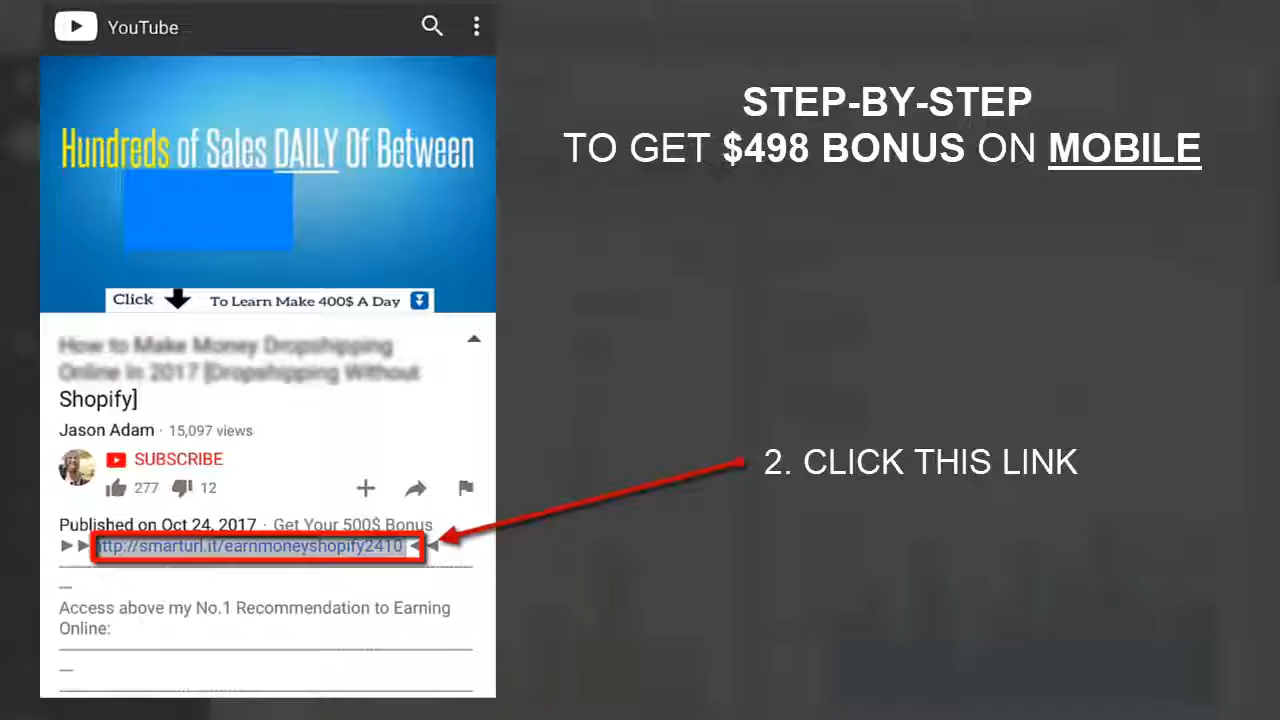 YouTube
Hundreds of Sales DAILY Of Between
Click To Learn Make 400$ A Day
How to Make Money Dropshipping
Online In 2017 [Dropshipping Without
Shopify]
Jason Adam · 15,097 views
SUBSCRIBE
277 12
Published on Oct 24, 2017 · Get Your 500$ Bonus
ttp://smarturl.it/earnmoneyshopify2410
Access above my No.1 Recommendation to Earning
Online:
STEP-BY-STEP
TO GET $498 BONUS ON MOBILE
2. CLICK THIS LINK